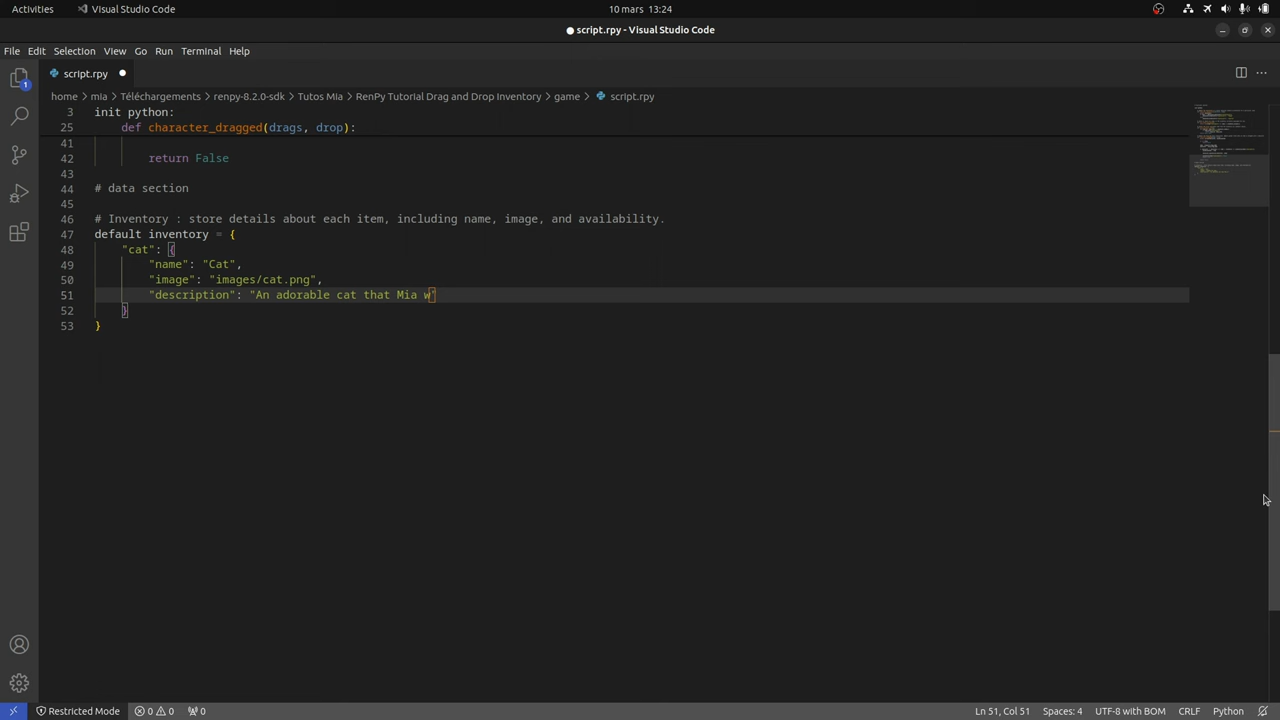 Activities Visual Studio Code 10 mars 13:24
script.rpy - Visual Studio Code
File Edit Selection View Go Run Terminal Help
script.rpy
home > mia > Téléchargements > renpy-8.2.0-sdk > Tutos Mia > RenPy Tutorial Drag and Drop Inventory > game > script.rpy
3 init python:
25 def character_dragged(drags, drop):
41
42 return False
43
44 # data section
45
46 # Inventory : store details about each item, including name, image, and availability.
47 default inventory = {
48 "cat": {
49 "name": "Cat",
50 "image": "images/cat.png",
51 "description": "An adorable cat that Mia w"
52 }
53 }
1
Restricted Mode 0 0 0 Ln 51, Col 51 Spaces: 4 UTF-8 with BOM CRLF Python